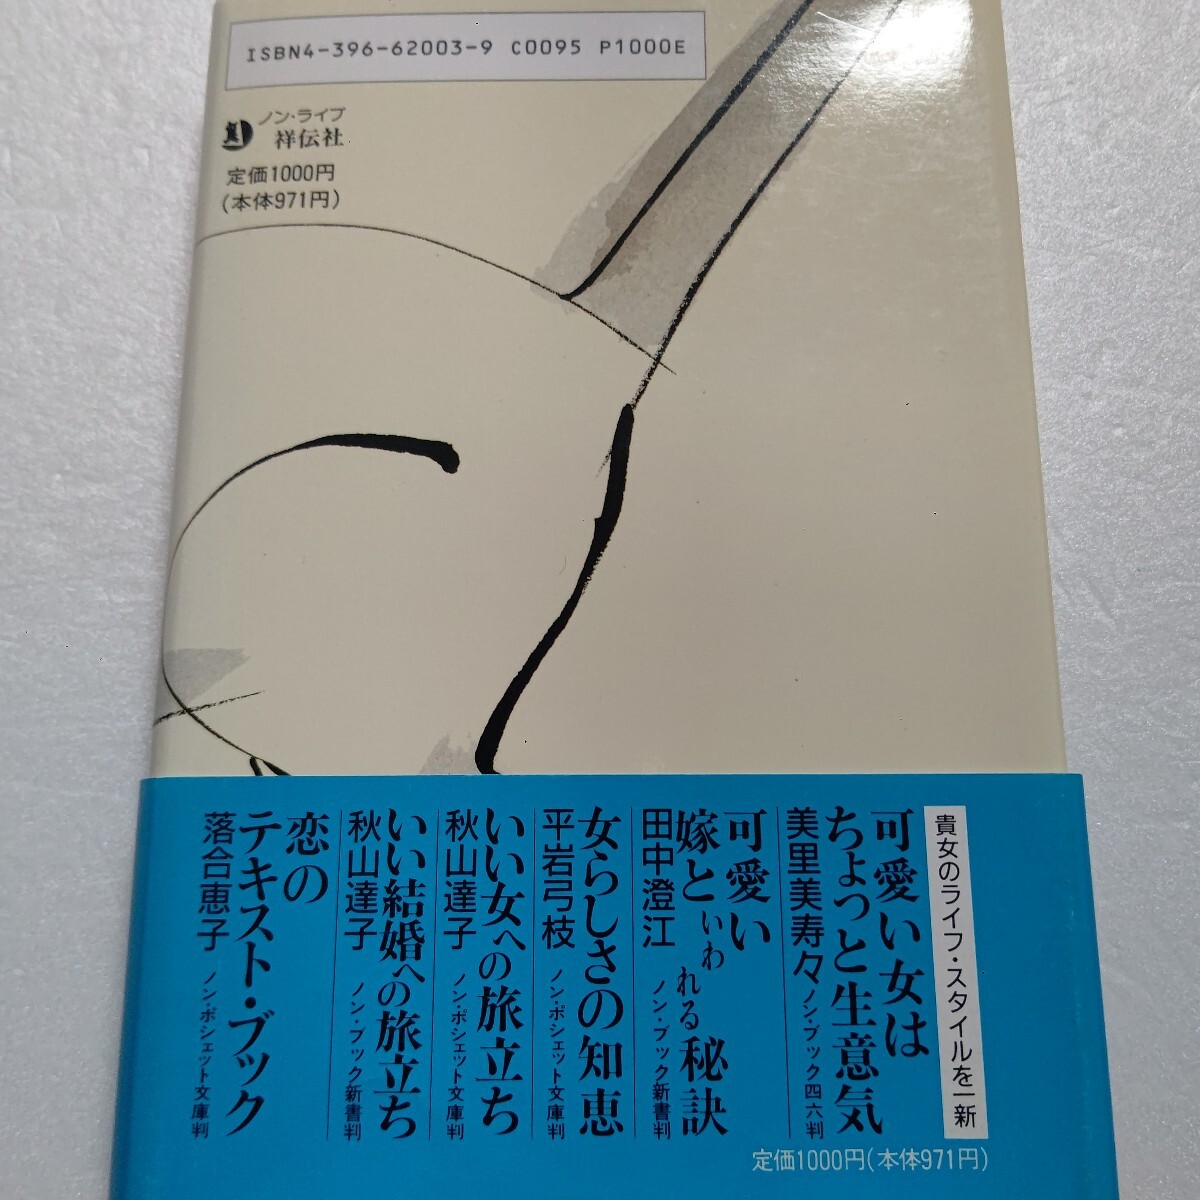 ISBN4-396-62003-9 C0095 P1000E
ノン・ライブ
祥伝社
定価1000円
(本体971円)
貴女のライフ・スタイルを一新
可愛い女は
ちょっと生意気
美里美寿々 ノン・ブック四六判
可愛い
嫁といわれる秘訣
田中澄江 ノン・ブック新書判
女らしさの知恵
平岩弓枝 ノン・ポシェット文庫判
いい女への旅立ち
秋山達子 ノン・ポシェット文庫判
いい結婚への旅立ち
秋山達子 ノン・ブック新書判
恋の
テキスト・ブック
落合恵子 ノン・ポシェット文庫判
定価1000円(本体971円)